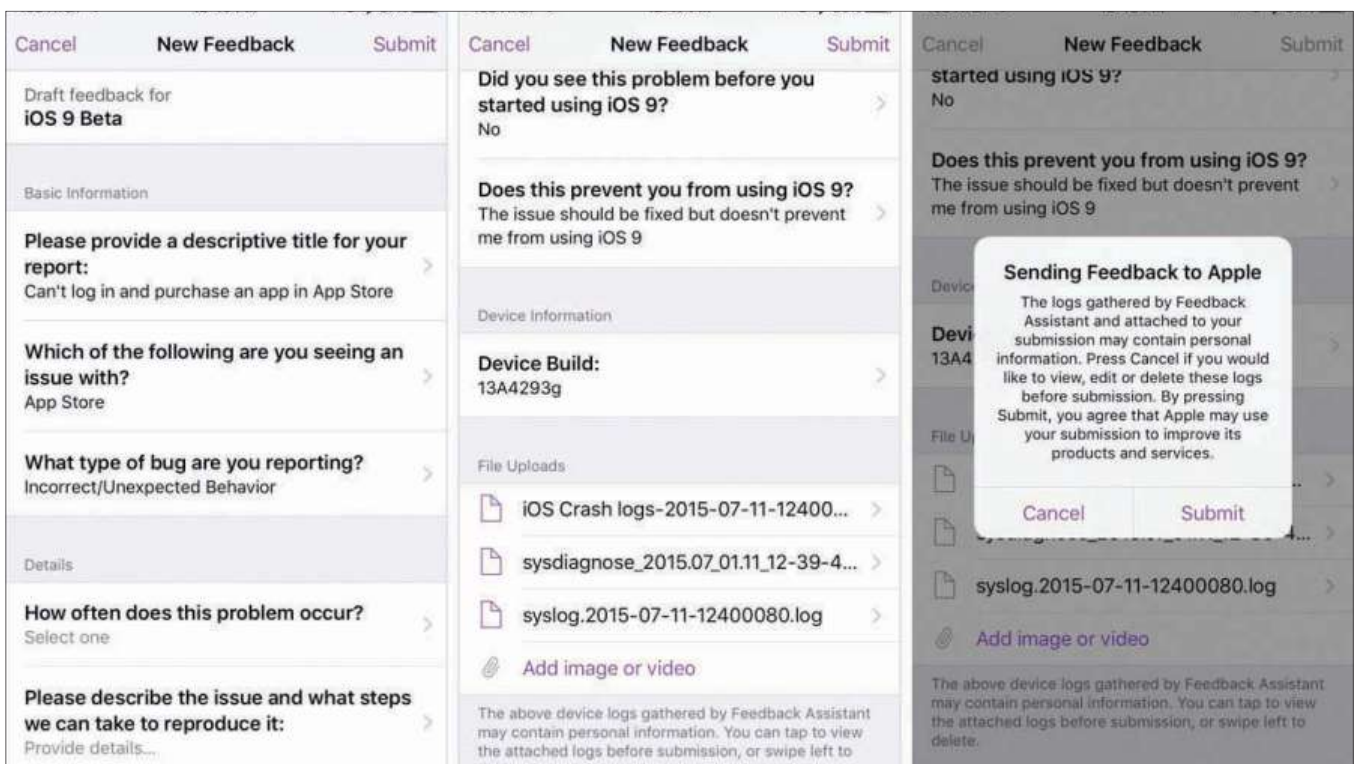 Cancel New Feedback Submit
Draft feedback for
iOS 9 Beta
Basic Information
Please provide a descriptive title for your
report:
Can't log in and purchase an app in App Store
Which of the following are you seeing an
issue with?
App Store
What type of bug are you reporting?
Incorrect/Unexpected Behavior
Details
How often does this problem occur?
Select one
Please describe the issue and what steps
we can take to reproduce it:
Provide details...
Cancel New Feedback Submit
Did you see this problem before you
started using iOS 9?
No
Does this prevent you from using iOS 9?
The issue should be fixed but doesn't prevent
me from using iOS 9
Device Information
Device Build:
13A4293g
File Uploads
iOS Crash logs-2015-07-11-12400...
sysdiagnose_2015.07_01.11_12-39-4...
syslog.2015-07-11-12400080.log
Add image or video
The above device logs gathered by Feedback Assistant
may contain personal information. You can tap to view
the attached logs before submission, or swipe left to
Cancel New Feedback Submit
started using iOS 9?
No
Does this prevent you from using iOS 9?
The issue should be fixed but doesn't prevent
me from using iOS 9
Sending Feedback to Apple
The logs gathered by Feedback
Assistant and attached to your
submission may contain personal
information. Press Cancel if you would
like to view, edit or delete these logs
before submission. By pressing
Submit, you agree that Apple may use
your submission to improve its
products and services.
Cancel Submit
syslog.2015-07-11-12400080.log
Add image or video
The above device logs gathered by Feedback Assistant
may contain personal information. You can tap to view
the attached logs before submission, or swipe left to
delete.